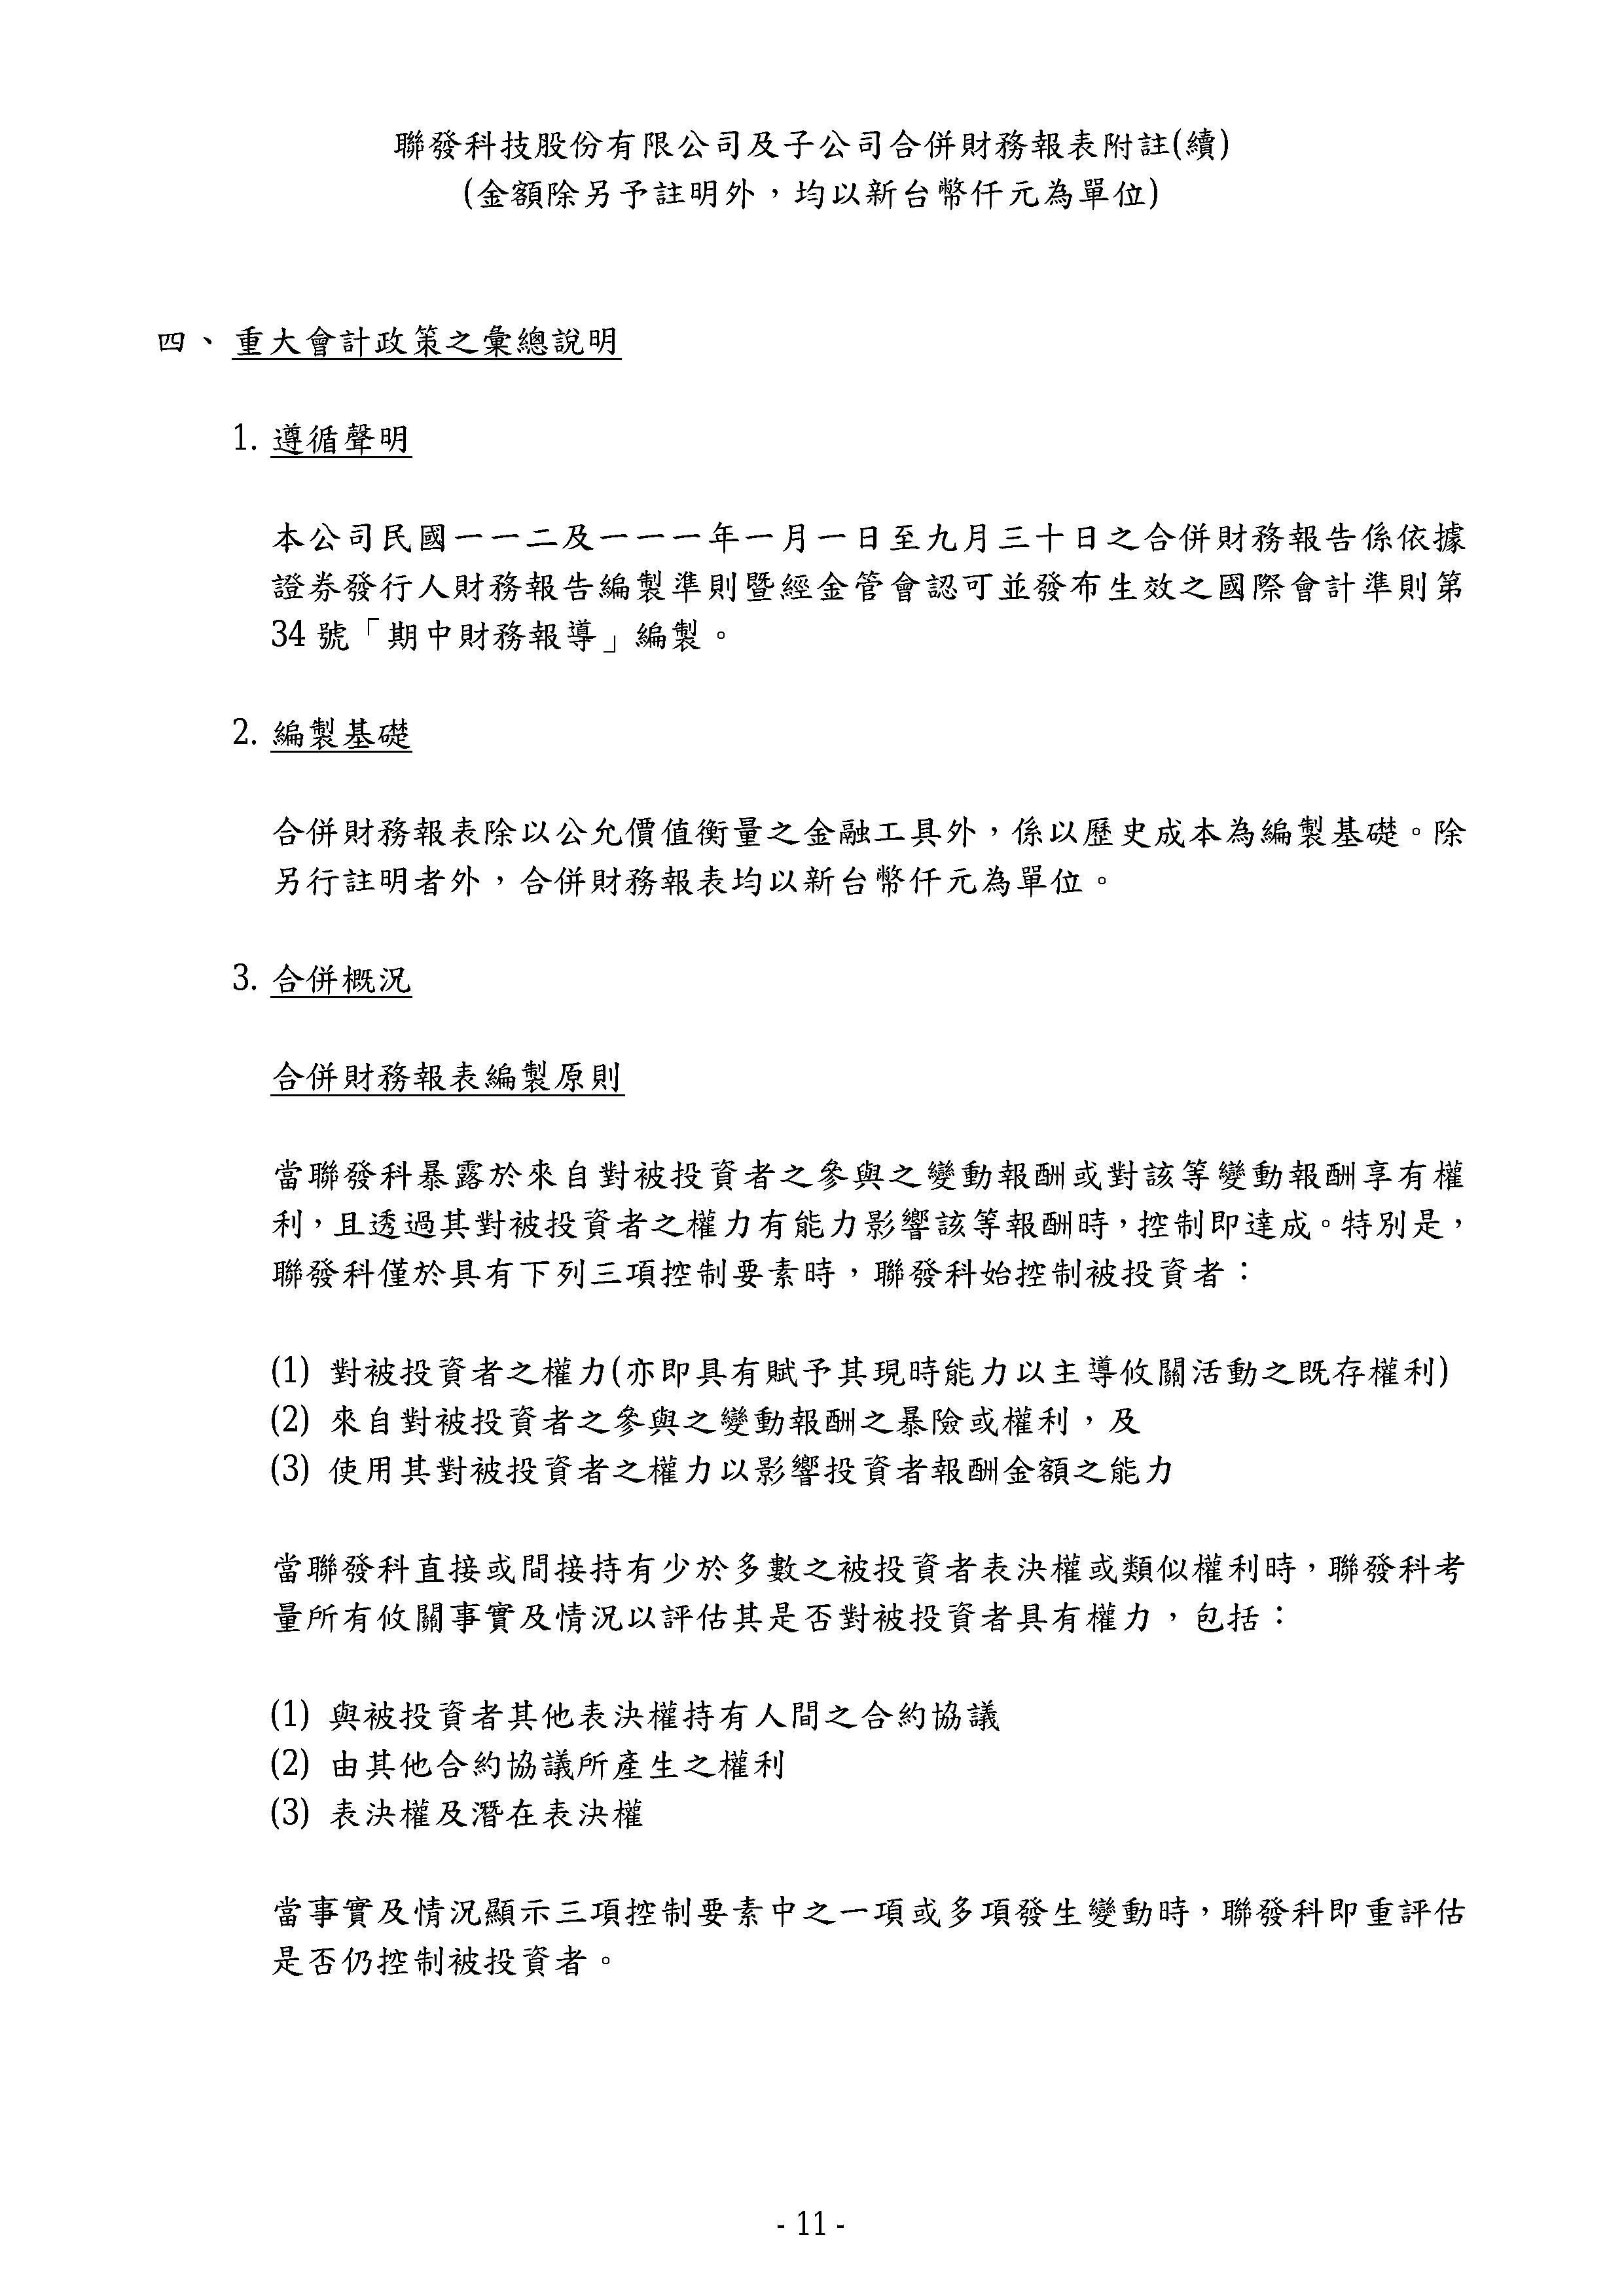 聯發科技股份有限公司及子公司合併財務報表附註(續)
(金額除另予註明外，均以新台幣仟元為單位)
四、重大會計政策之彙總說明
1. 遵循聲明
本公司民國一一二及一一一年一月一日至九月三十日之合併財務報告係依據
證券發行人財務報告編製準則暨經金管會認可並發布生效之國際會計準則第
34 號「期中財務報導」編製。
2. 編製基礎
合併財務報表除以公允價值衡量之金融工具外，係以歷史成本為編製基礎。除
另行註明者外，合併財務報表均以新台幣仟元為單位。
3. 合併概況
合併財務報表編製原則
當聯發科暴露於來自對被投資者之參與之變動報酬或對該等變動報酬享有權
利，且透過其對被投資者之權力有能力影響該等報酬時，控制即達成。特別是，
聯發科僅於具有下列三項控制要素時，聯發科始控制被投資者：
(1) 對被投資者之權力(亦即具有賦予其現時能力以主導攸關活動之既存權利)
(2) 來自對被投資者之參與之變動報酬之暴險或權利，及
(3) 使用其對被投資者之權力以影響投資者報酬金額之能力
當聯發科直接或間接持有少於多數之被投資者表決權或類似權利時，聯發科考
量所有攸關事實及情況以評估其是否對被投資者具有權力，包括：
(1) 與被投資者其他表決權持有人間之合約協議
(2) 由其他合約協議所產生之權利
(3) 表決權及潛在表決權
當事實及情況顯示三項控制要素中之一項或多項發生變動時，聯發科即重評估
是否仍控制被投資者。
- 11 -